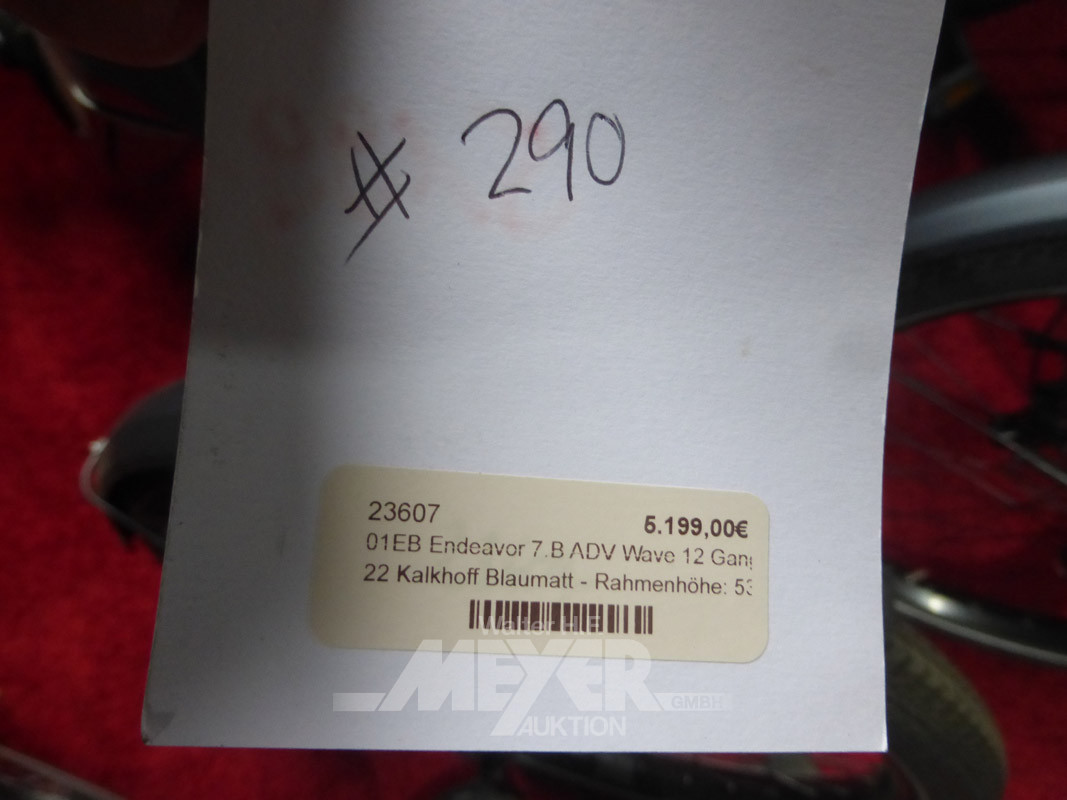 # 290
23607 5.199,00€
01EB Endeavor 7.B ADV Wave 12 Gang
22 Kalkhoff Blaumatt - Rahmenhöhe: 53
Walter H.F.
MEYER
GMBH
AUKTION